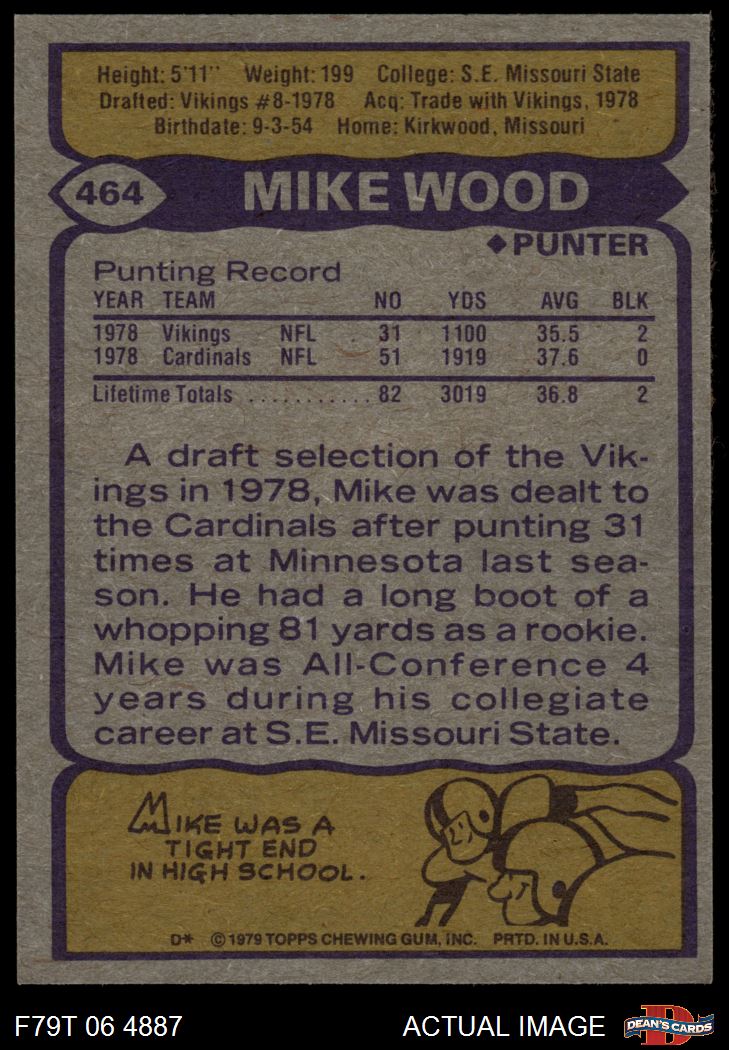 Height: 5'11" Weight: 199 College: S.E. Missouri State
Drafted: Vikings #8-1978 Acq: Trade with Vikings, 1978
Birthdate: 9-3-54 Home: Kirkwood, Missouri
464 MIKE WOOD
◆PUNTER
Punting Record
YEAR TEAM NO YDS AVG BLK
1978 Vikings NFL 31 1100 35.5 2
1978 Cardinals NFL 51 1919 37.6 0
Lifetime Totals ........... 82 3019 36.8 2
A draft selection of the Vik-
ings in 1978, Mike was dealt to
the Cardinals after punting 31
times at Minnesota last sea-
son. He had a long boot of a
whopping 81 yards as a rookie.
Mike was All-Conference 4
years during his collegiate
career at S.E. Missouri State.
MIKE WAS A
TIGHT END
IN HIGH SCHOOL.
D* © 1979 TOPPS CHEWING GUM, INC. PRTD. IN U.S.A.
F79T 06 4887 ACTUAL IMAGE D DEAN'S CARDS